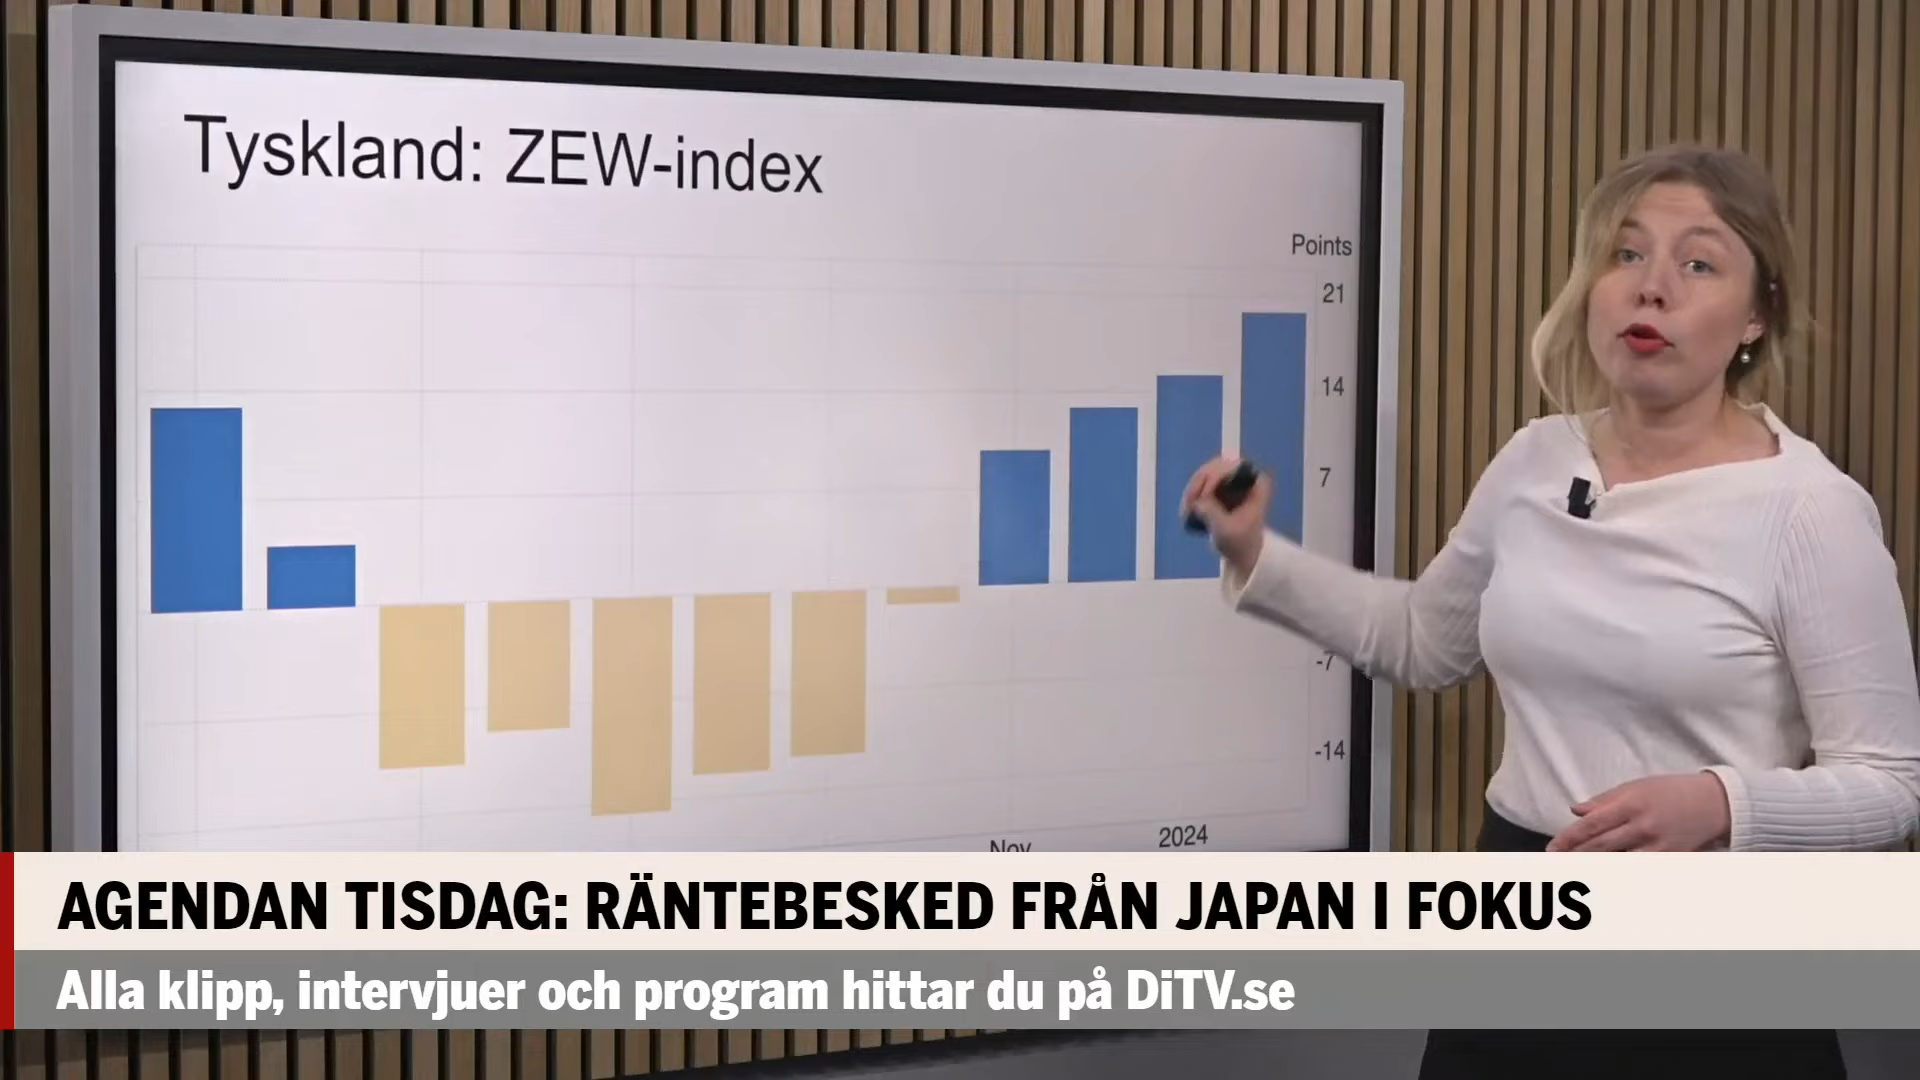 Tyskland: ZEW-index
Points
21
14
7
-7
-14
Nov
2024
AGENDAN TISDAG: RÄNTEBESKED FRÅN JAPAN I FOKUS
Alla klipp, intervjuer och program hittar du på DiTV.se